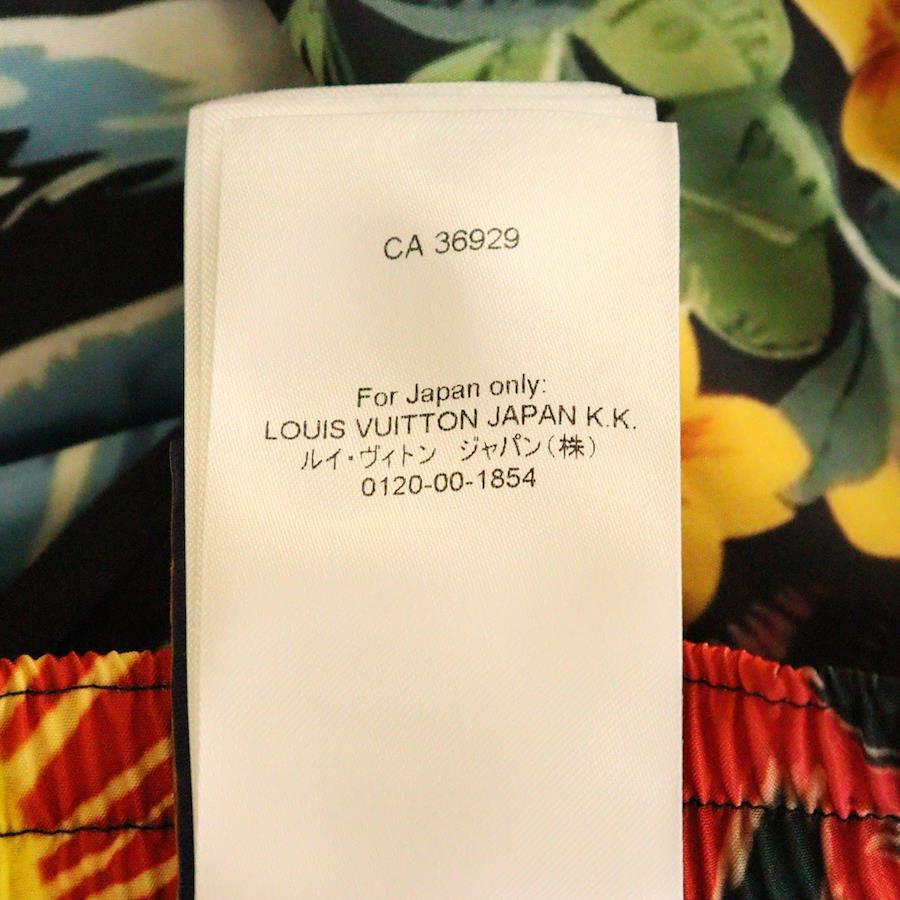 CA 36929
For Japan only:
LOUIS VUITTON JAPAN K.K.
ルイ・ヴィトン　ジャパン(株)
0120-00-1854